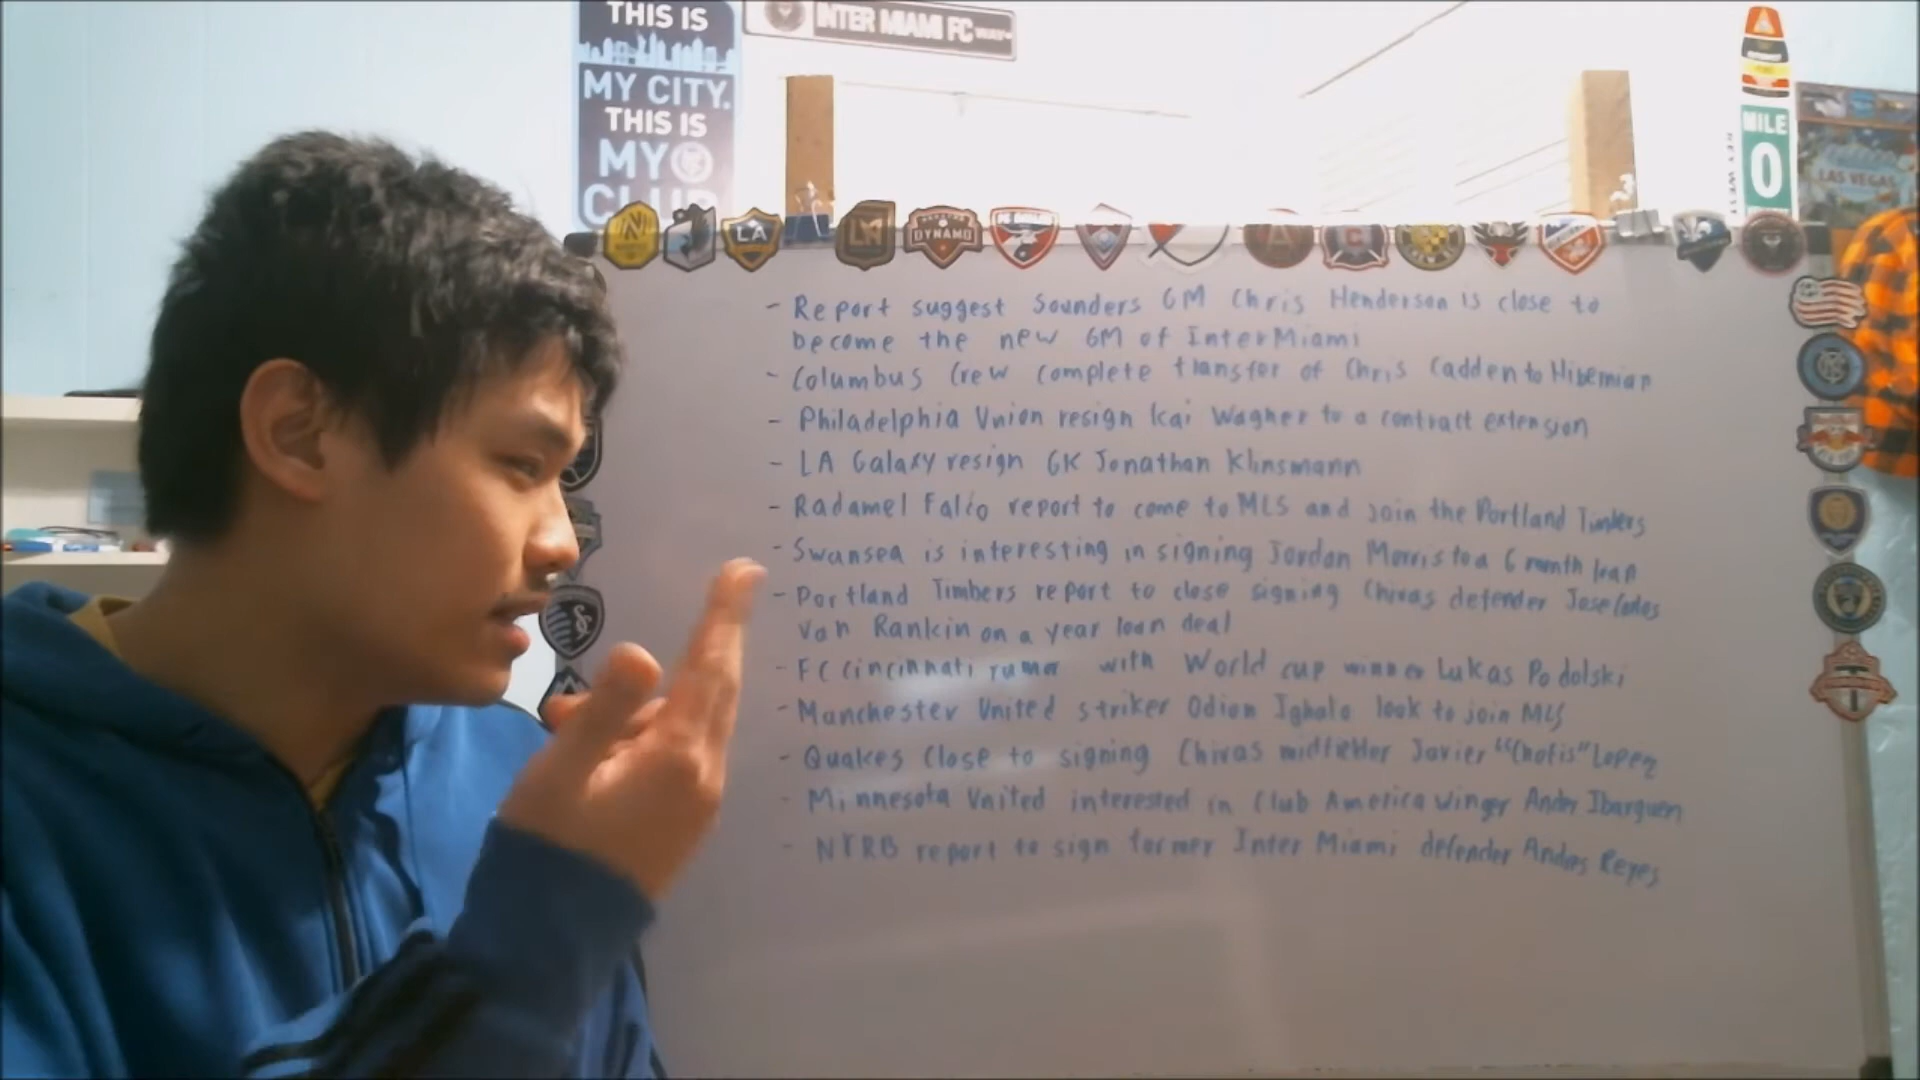 THIS IS
MY CITY.
THIS IS
MY
CLUB
INTER MIAMI FC WAY
MILE
0
LAS VEGAS
LA
DYNAMO
- Report suggest Sounders GM Chris Henderson is close to
become the new GM of InterMiami
- Columbus Crew complete transfer of Chris Cadden to Hibernian
- Philadelphia Union resign Kai Wagner to a contract extension
- LA Galaxy resign GK Jonathan Klinsmann
- Radamel Falco report to come to MLS and join the Portland Timbers
- Swansea is interesting in signing Jordan Morris to a 6 month loan
- Portland Timbers report to close signing Chivas defender Jose
Van Rankin on a year loan deal
- FC Cincinnati rumor with World cup winner Lukas Podolski
- Manchester United striker Odion Ighalo look to join MLS
- Quakes Close to signing Chivas Javier "Chofis" Lopez
- Minnesota United interested in Club America Winger Ibarguen
- NYRB report to sign former Inter Miami defender Andres Reyes